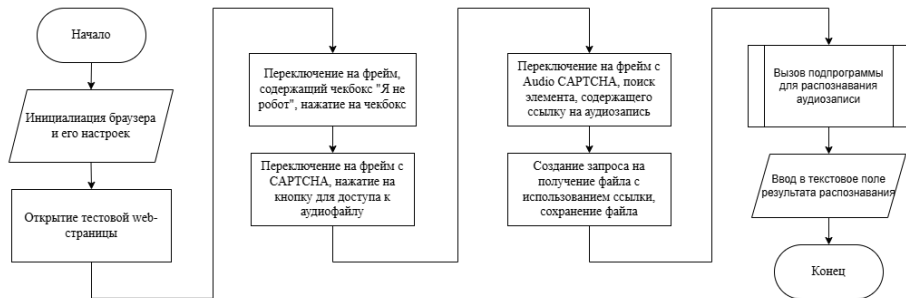 Начало
Инициалиация браузера
и его настроек
Открытие тестовой web-
страницы
Переключение на фрейм,
содержащий чекбокс "Я не
робот", нажатие на чекбокс
Переключение на фрейм с
CAPTCHA, нажатие на
кнопку для доступа к
аудиофайлу
Переключение на фрейм с
Audio CAPTCHA, поиск
элемента, содержащего
ссылку на аудиозапись
Создание запроса на
получение файла с
использованием ссылки,
сохранение файла
Вызов подпрограммы
для распознавания
аудиозаписи
Ввод в текстовое поле
результата распознавания
Конец